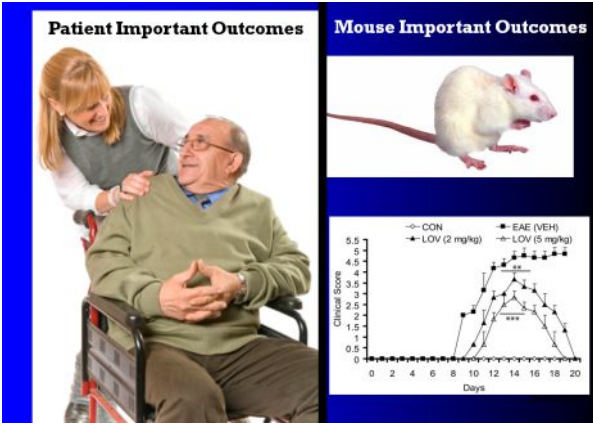 Patient Important Outcomes
Mouse Important Outcomes
CON
EAE (VEH)
LOV (2 mg/kg)
LOV (5 mg/kg)
5.5
5
4.5
4
3.5
3
2.5
2
1.5
1
0.5
0
Clinical Score
**
***
0 2 4 6 8 10 12 14 16 18 20
Days